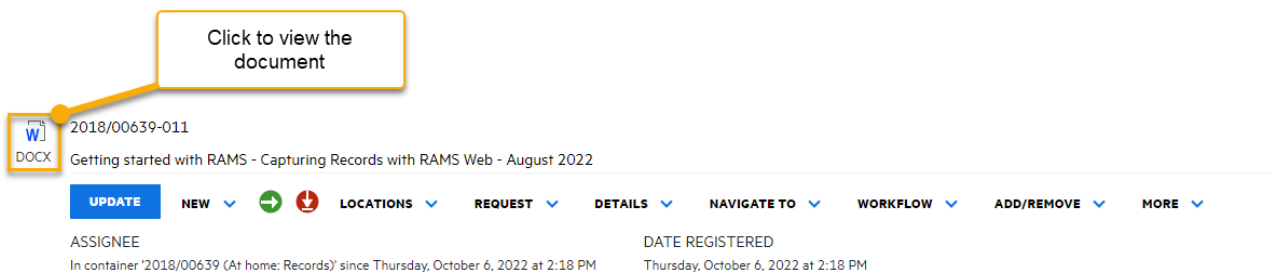 Click to view the
document
W
2018/00639-011
DOCX
Getting started with RAMS - Capturing Records with RAMS Web - August 2022
UPDATE NEW LOCATIONS REQUEST DETAILS NAVIGATE TO WORKFLOW ADD/REMOVE MORE
ASSIGNEE DATE REGISTERED
In container '2018/00639 (At home: Records)' since Thursday, October 6, 2022 at 2:18 PM Thursday, October 6, 2022 at 2:18 PM